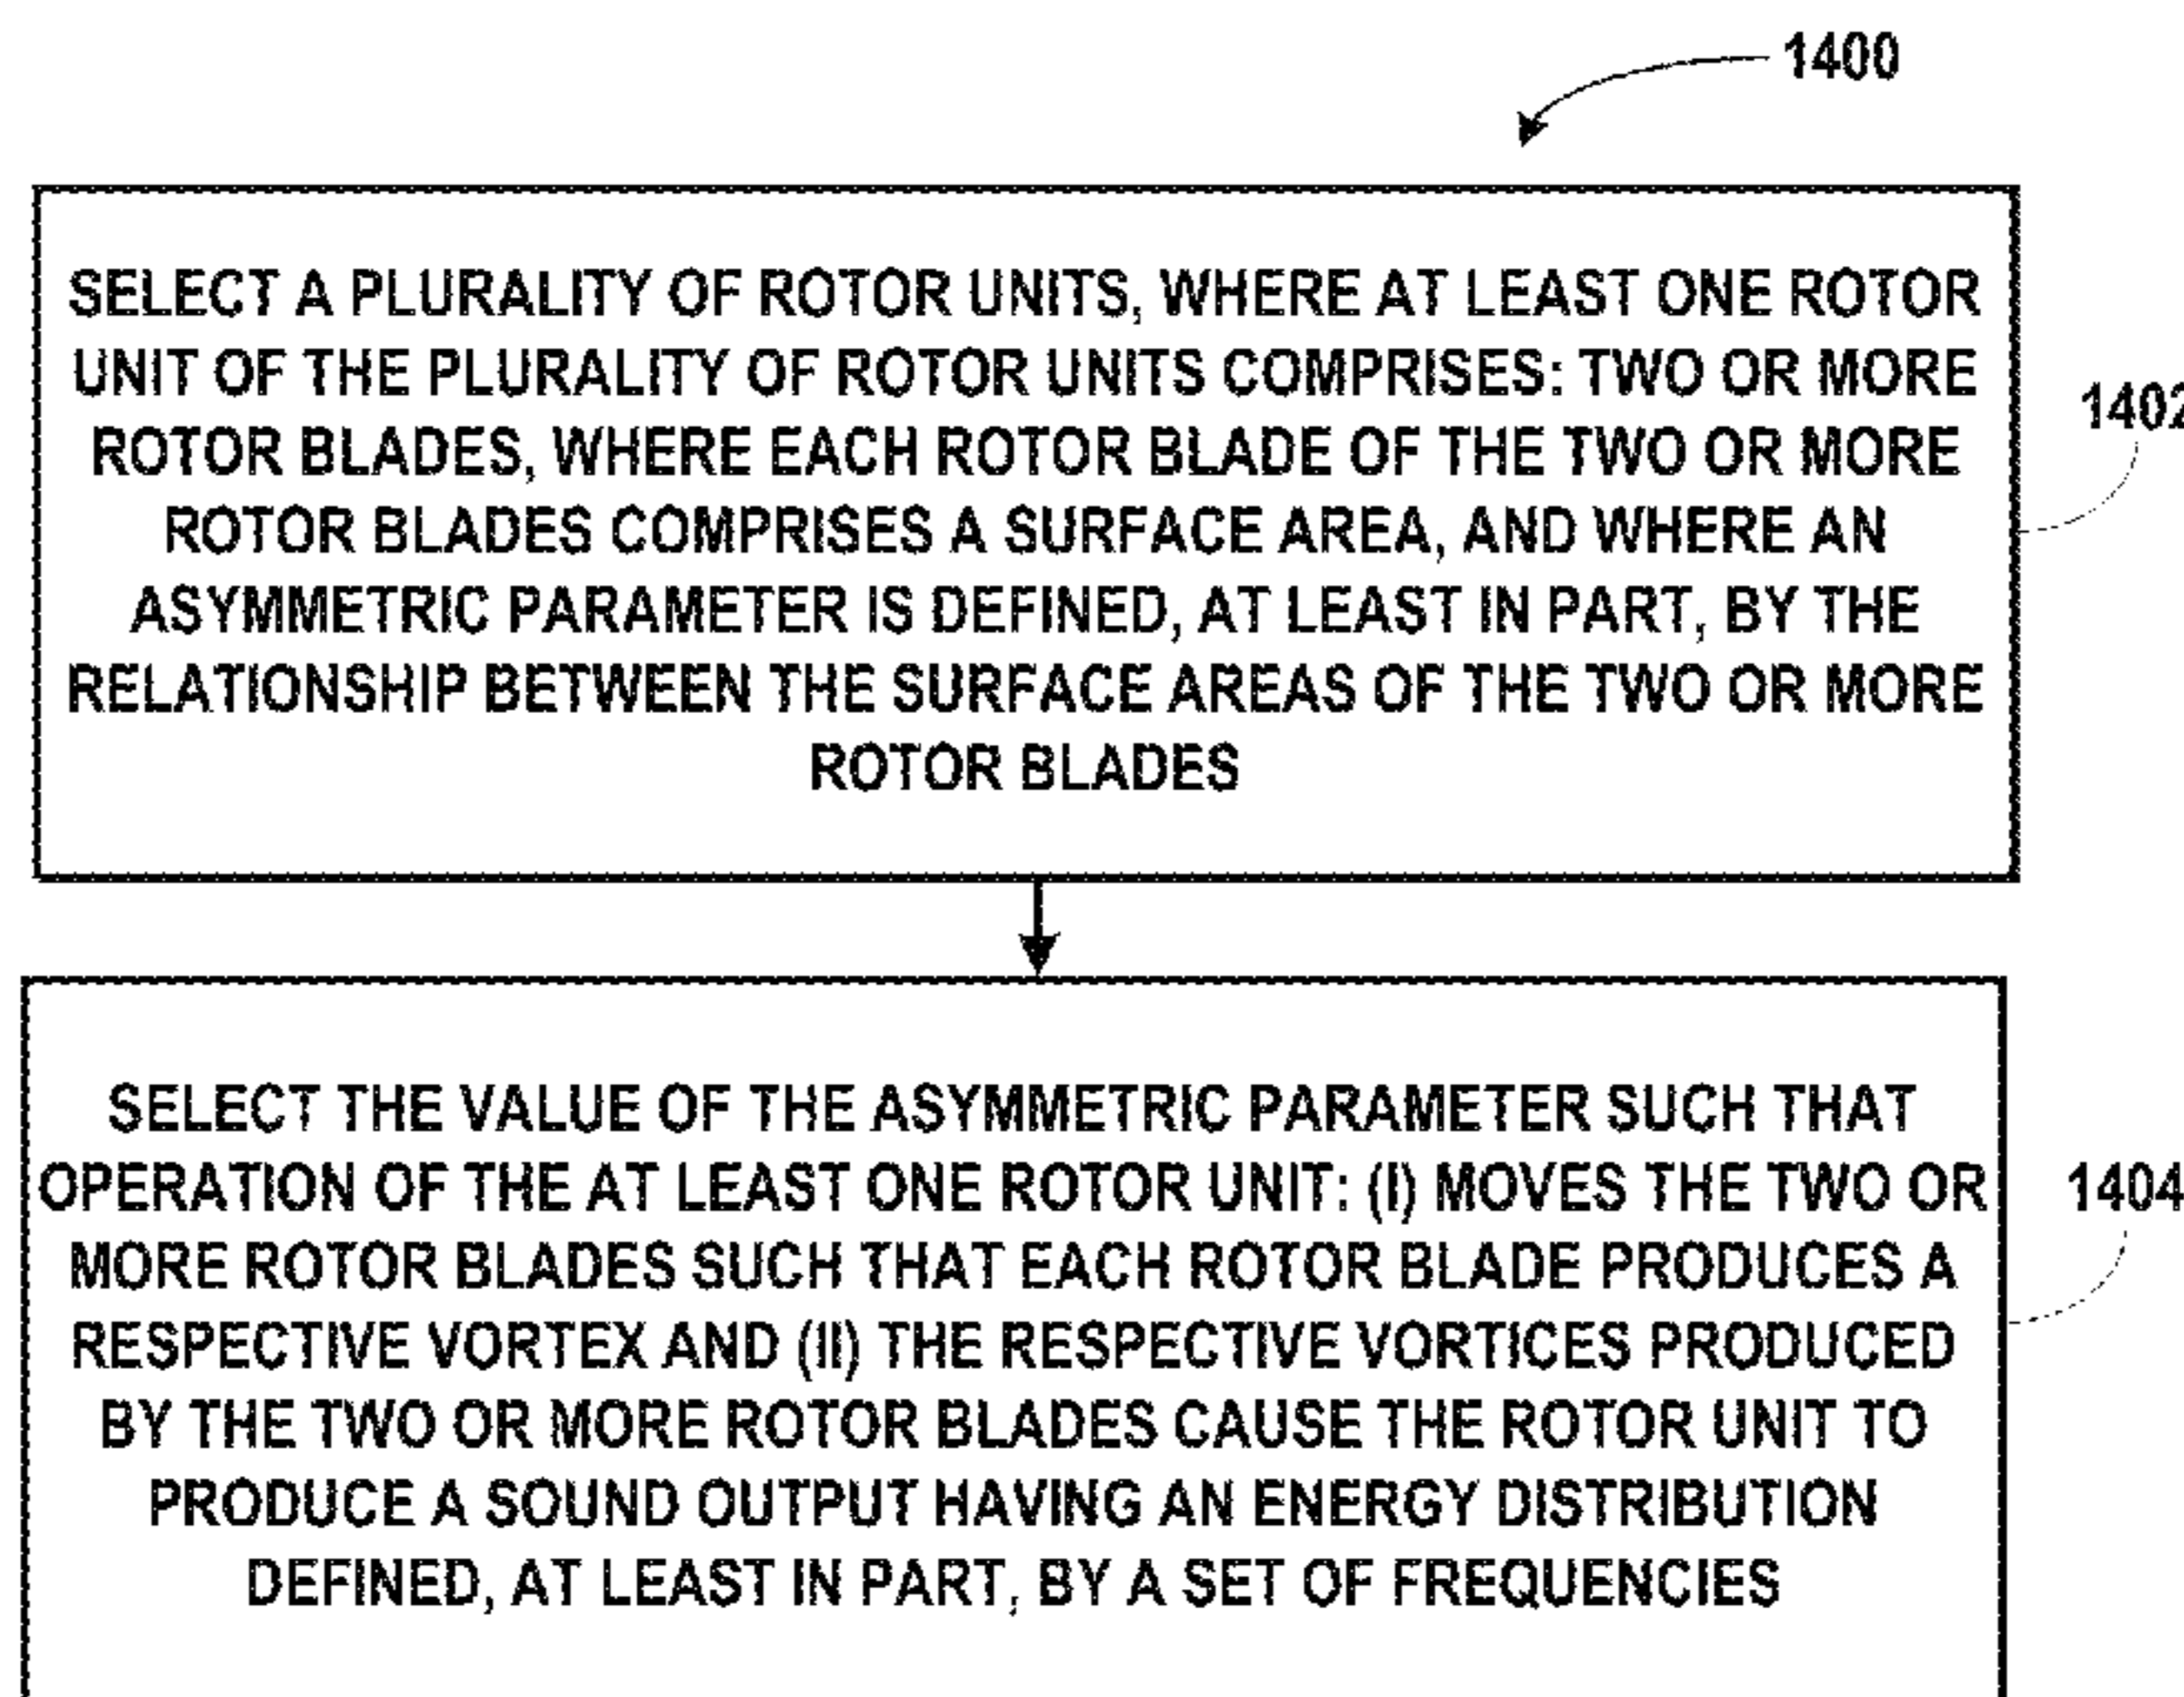 1400
SELECT A PLURALITY OF ROTOR UNITS, WHERE AT LEAST ONE ROTOR
UNIT OF THE PLURALITY OF ROTOR UNITS COMPRISES: TWO OR MORE
ROTOR BLADES, WHERE EACH ROTOR BLADE OF THE TWO OR MORE
ROTOR BLADES COMPRISES A SURFACE AREA, AND WHERE AN
ASYMMETRIC PARAMETER IS DEFINED, AT LEAST IN PART, BY THE
RELATIONSHIP BETWEEN THE SURFACE AREAS OF THE TWO OR MORE
ROTOR BLADES
1402
SELECT THE VALUE OF THE ASYMMETRIC PARAMETER SUCH THAT
OPERATION OF THE AT LEAST ONE ROTOR UNIT: (I) MOVES THE TWO OR
MORE ROTOR BLADES SUCH THAT EACH ROTOR BLADE PRODUCES A
RESPECTIVE VORTEX AND (II) THE RESPECTIVE VORTICES PRODUCED
BY THE TWO OR MORE ROTOR BLADES CAUSE THE ROTOR UNIT TO
PRODUCE A SOUND OUTPUT HAVING AN ENERGY DISTRIBUTION
DEFINED, AT LEAST IN PART, BY A SET OF FREQUENCIES
1404